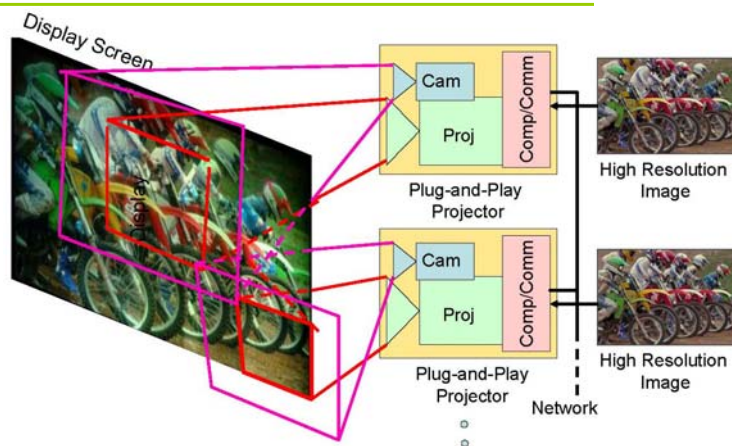 Display Screen
Display
Cam
Proj
Comp/Comm
Plug-and-Play
Projector
High Resolution
Image
Cam
Proj
Comp/Comm
Plug-and-Play
Projector
High Resolution
Image
Network